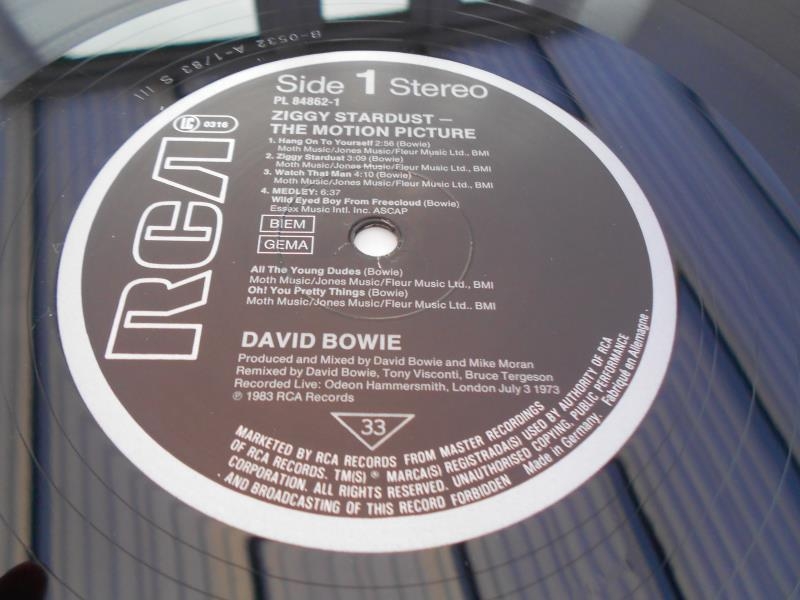 B-0532 A-1/83 S III
Side 1 Stereo
PL 84862-1
LC 0316
ZIGGY STARDUST –
THE MOTION PICTURE
1. Hang On To Yourself 2:56 (Bowie)
Moth Music/Jones Music/Fleur Music Ltd., BMI
2. Ziggy Stardust 3:09 (Bowie)
Moth Music/Jones Music/Fleur Music Ltd., BMI
3. Watch That Man 4:10 (Bowie)
Moth Music/Jones Music/Fleur Music Ltd., BMI
4. MEDLEY: 6:37
Wild Eyed Boy From Freecloud (Bowie)
Essex Music Intl. Inc. ASCAP
BIEM
GEMA
All The Young Dudes (Bowie)
Moth Music/Jones Music/Fleur Music Ltd., BMI
Oh! You Pretty Things (Bowie)
Moth Music/Jones Music/Fleur Music Ltd.. BMI
RCA
DAVID BOWIE
Produced and Mixed by David Bowie and Mike Moran
Remixed by David Bowie, Tony Visconti, Bruce Tergeson
Recorded Live: Odeon Hammersmith, London July 3 1973
℗ 1983 RCA Records
33
MARKETED BY RCA RECORDS FROM MASTER RECORDINGS
OF RCA RECORDS. TM(S) ® MARCA(S) REGISTRADA(S) USED BY AUTHORITY OF RCA
CORPORATION. ALL RIGHTS RESERVED. UNAUTHORISED COPYING, PUBLIC PERFORMANCE
AND BROADCASTING OF THIS RECORD FORBIDDEN Made in Germany. Fabriqué en Allemagne.